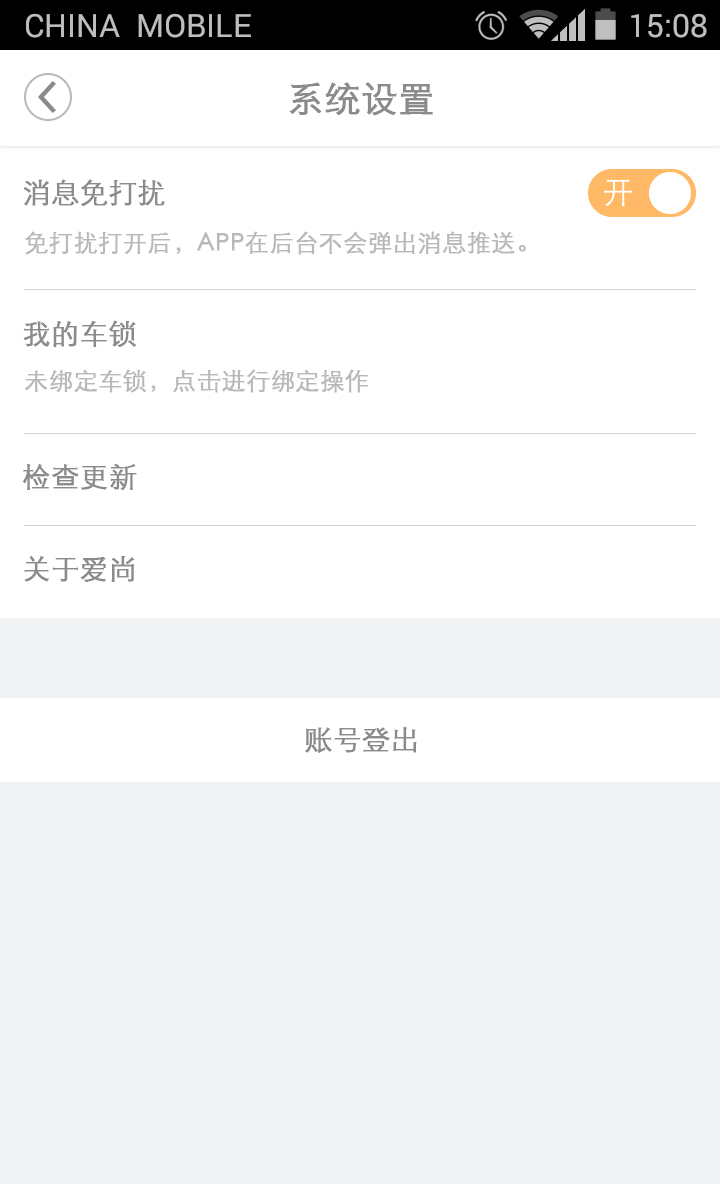 CHINA MOBILE 15:08
系统设置
消息免打扰 开
免打扰打开后，APP在后台不会弹出消息推送。
我的车锁
未绑定车锁，点击进行绑定操作
检查更新
关于爱尚
账号登出